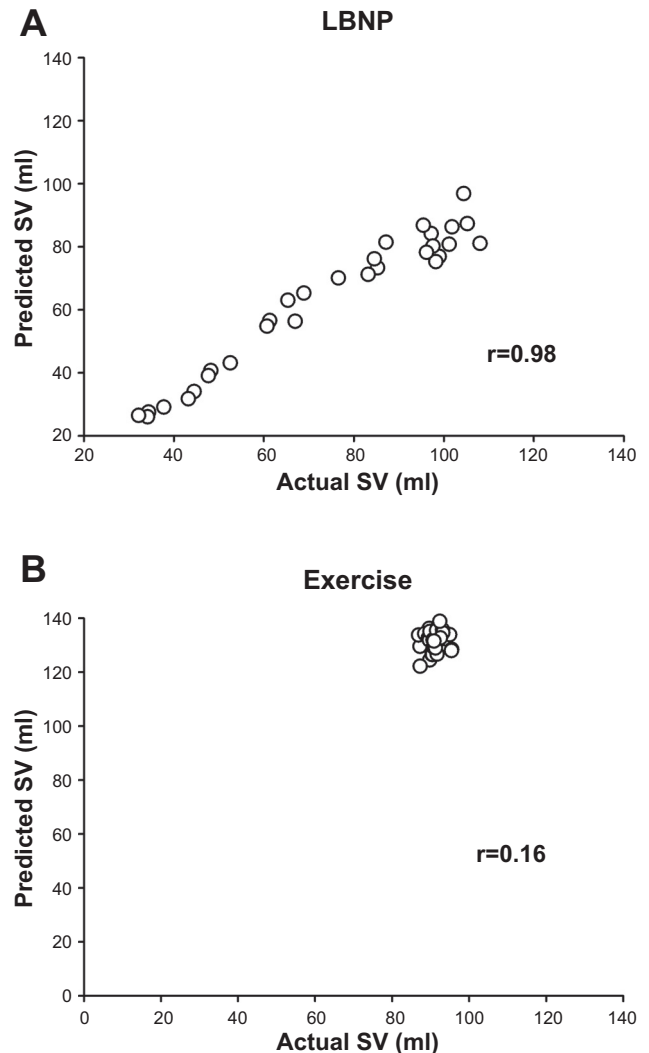 A
LBNP
140
120
100
80
60
40
20
Predicted SV (ml)
r=0.98
20 40 60 80 100 120 140
Actual SV (ml)
B
Exercise
140
120
100
80
60
40
20
0
Predicted SV (ml)
r=0.16
0 20 40 60 80 100 120 140
Actual SV (ml)